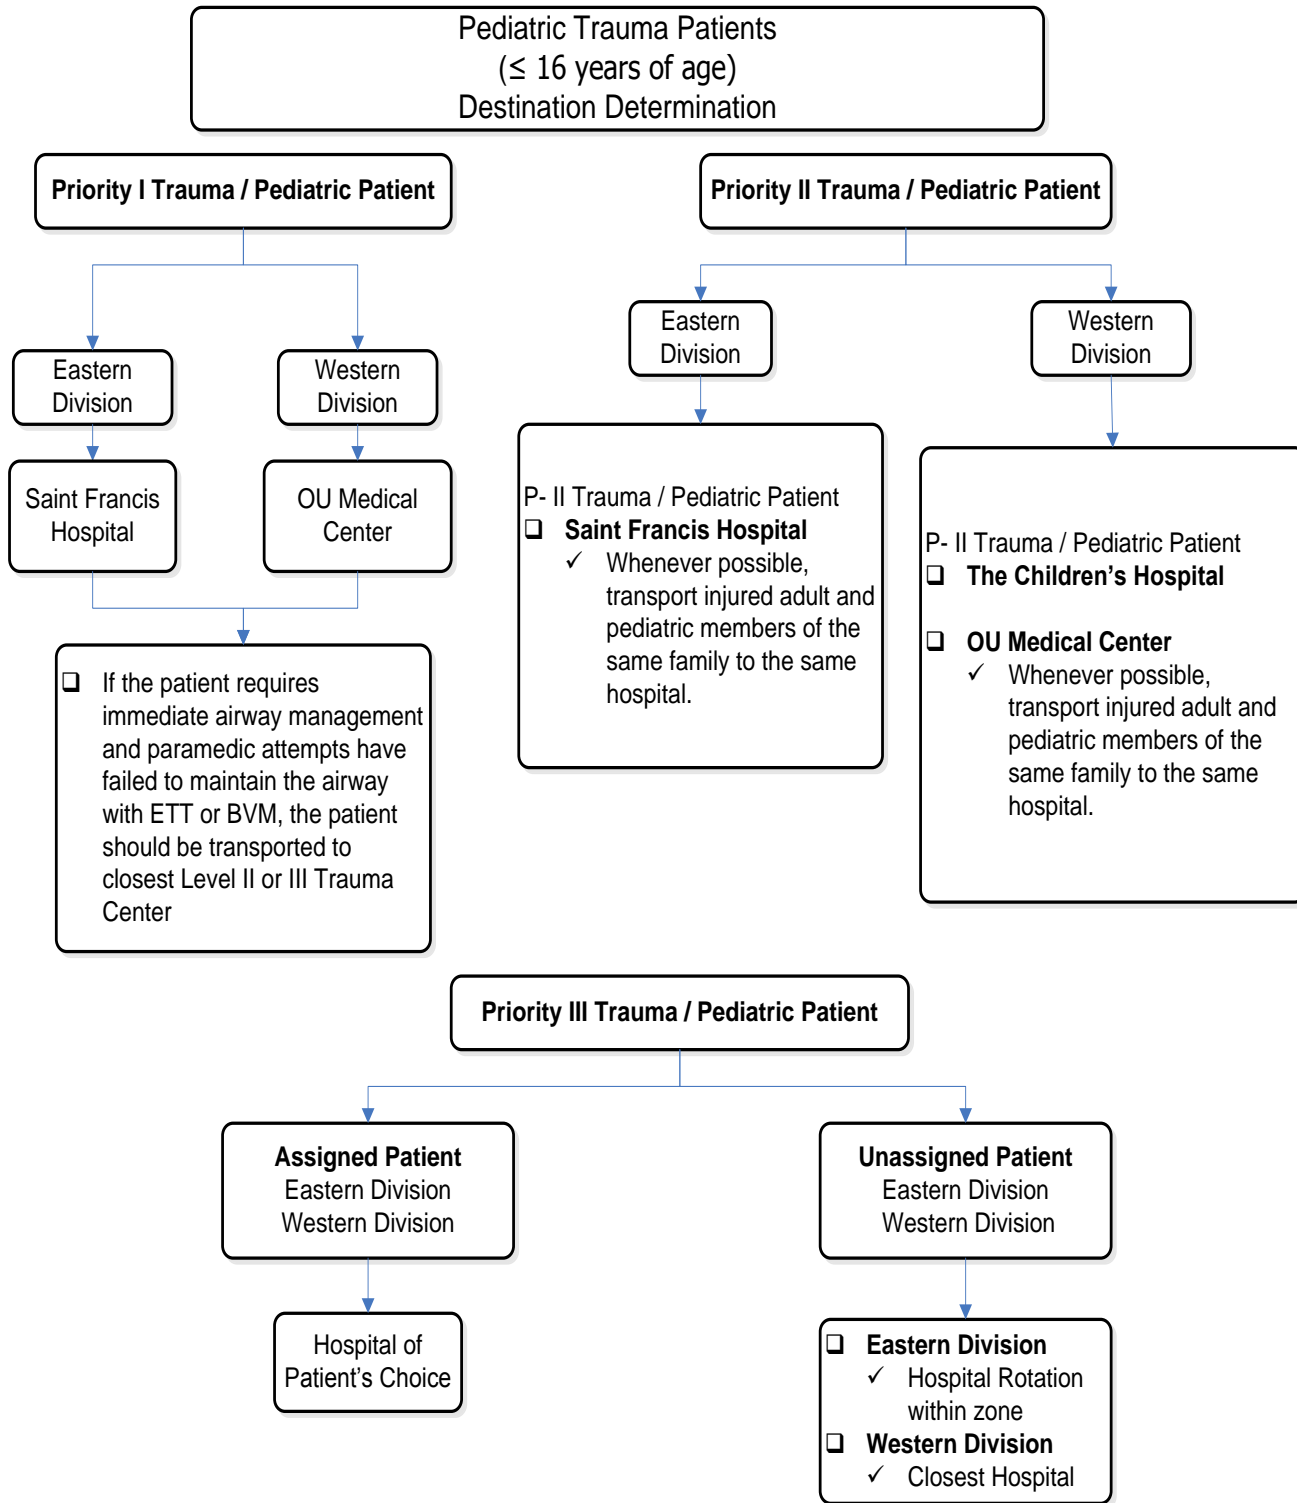 Pediatric Trauma Patients
(≤ 16 years of age)
Destination Determination
Priority I Trauma / Pediatric Patient
Eastern
Division
Western
Division
Saint Francis
Hospital
OU Medical
Center
❑ If the patient requires
immediate airway management
and paramedic attempts have
failed to maintain the airway
with ETT or BVM, the patient
should be transported to
closest Level II or III Trauma
Center
Priority II Trauma / Pediatric Patient
Eastern
Division
Western
Division
P- II Trauma / Pediatric Patient
❑ Saint Francis Hospital
✓ Whenever possible,
transport injured adult and
pediatric members of the
same family to the same
hospital.
P- II Trauma / Pediatric Patient
❑ The Children's Hospital
❑ OU Medical Center
✓ Whenever possible,
transport injured adult and
pediatric members of the
same family to the same
hospital.
Priority III Trauma / Pediatric Patient
Assigned Patient
Eastern Division
Western Division
Hospital of
Patient's Choice
Unassigned Patient
Eastern Division
Western Division
❑ Eastern Division
✓ Hospital Rotation
within zone
❑ Western Division
✓ Closest Hospital